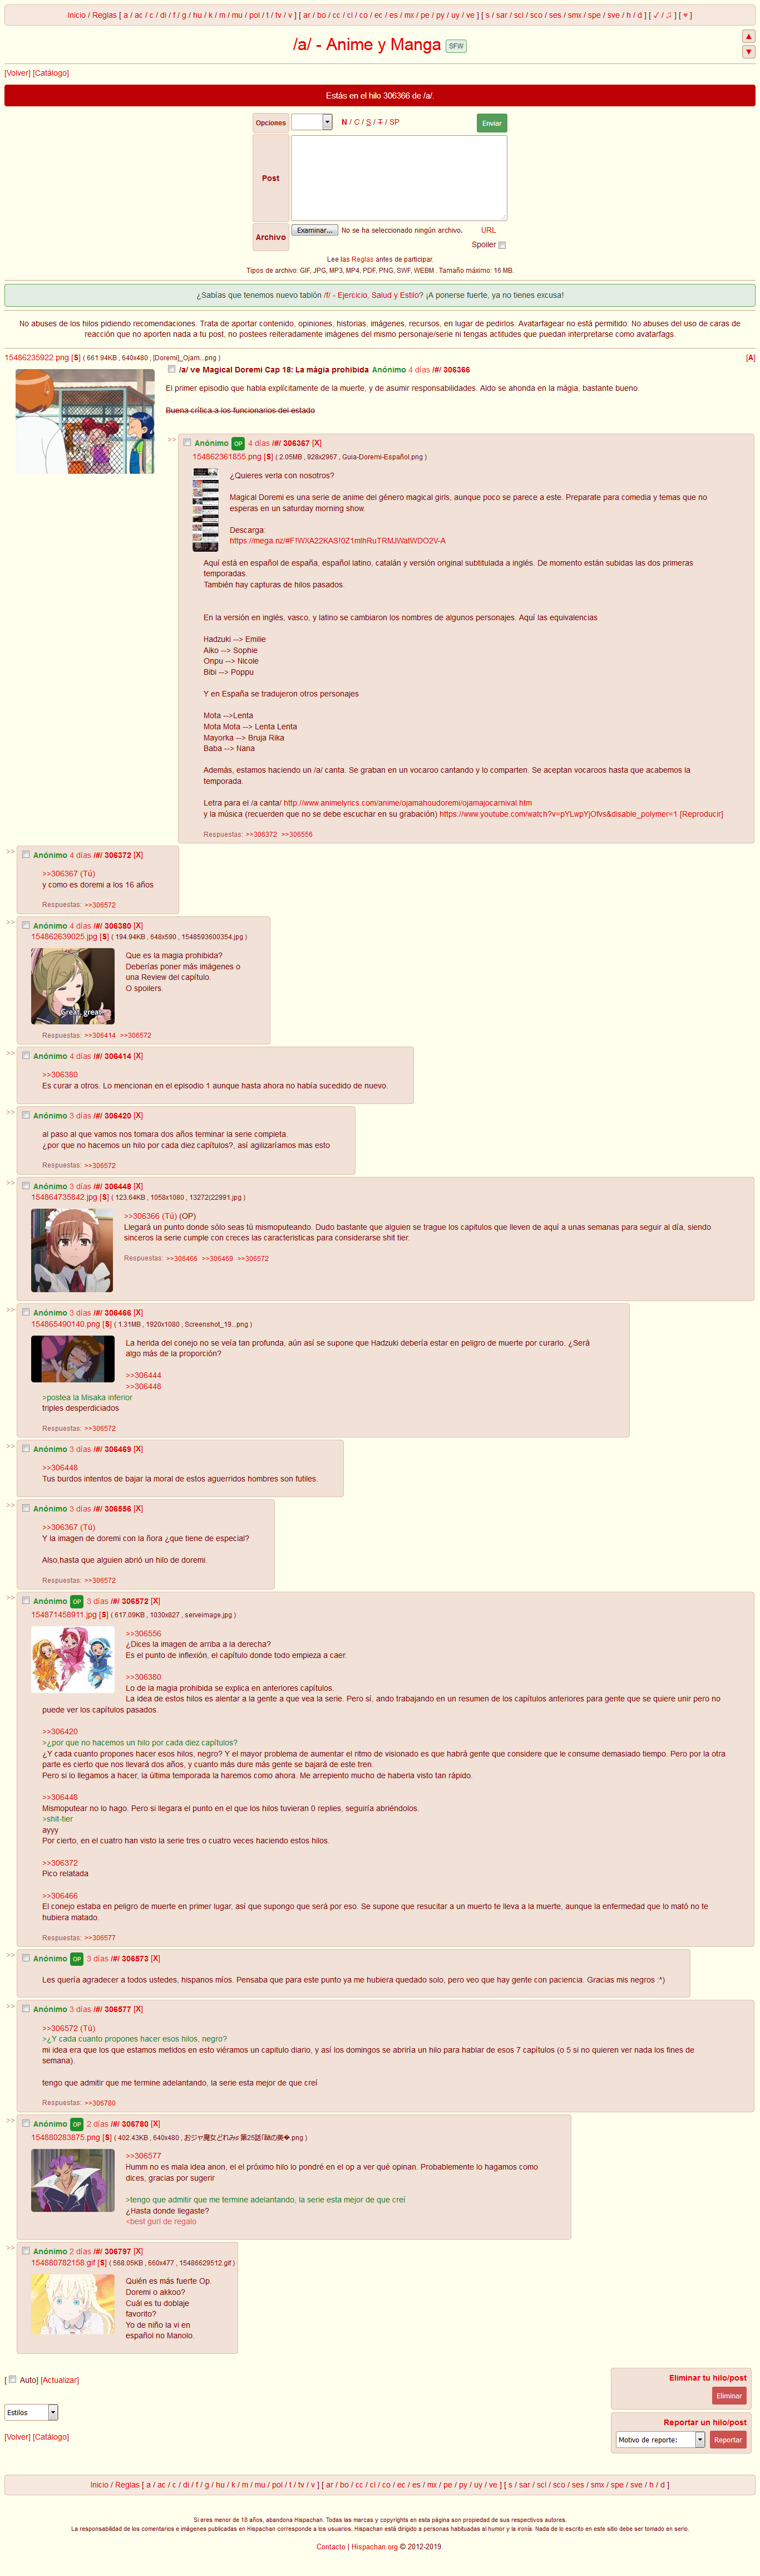 Inicio / Reglas [ a / ac / c / di / f / g / hu / k / m / mu / pol / t / tv / v ] [ ar / bo / cc / cl / co / ec / es / mx / pe / py / uy / ve ] [ s / sar / scl / sco / ses / smx / spe / sve / h / d ] [ ✓ / ♫ ] [ ♥ ]
/a/ - Anime y Manga SFW
▲
▼
[Volver] [Catálogo]
Estás en el hilo 306366 de /a/.
Opciones N / C / S / T / SP Enviar
Post
Archivo Examinar... No se ha seleccionado ningún archivo. URL
Spoiler
Lee las Reglas antes de participar.
Tipos de archivo: GIF, JPG, MP3, MP4, PDF, PNG, SWF, WEBM . Tamaño máximo: 16 MB.
¿Sabías que tenemos nuevo tablón /f/ - Ejercicio, Salud y Estilo? ¡A ponerse fuerte, ya no tienes excusa!
No abuses de los hilos pidiendo recomendaciones. Trata de aportar contenido, opiniones, historias, imágenes, recursos, en lugar de pedirlos. Avatarfagear no está permitido: No abuses del uso de caras de
reacción que no aporten nada a tu post, no postees reiteradamente imágenes del mismo personaje/serie ni tengas actitudes que puedan interpretarse como avatarfags.
15486235922.png [S] ( 661.94KB , 640x480 , [Doremi]_Ojam...png ) [A]
/a/ ve Magical Doremi Cap 18: La mágia prohibida Anónimo 4 días /#/ 306366
El primer episodio que habla explícitamente de la muerte, y de asumir responsabilidades. Aldo se ahonda en la mágia, bastante bueno.
Buena crítica a los funcionarios del estado
>> Anónimo OP 4 días /#/ 306367 [X]
154862361855.png [S] ( 2.05MB , 928x2967 , Guia-Doremi-Español.png )
¿Quieres verla con nosotros?
Magical Doremi es una serie de anime del género magical girls, aunque poco se parece a este. Preparate para comedia y temas que no
esperas en un saturday morning show.
Descarga:
https://mega.nz/#F!WXA22KAS!0Z1mlhRuTRMJWatWDO2V-A
Aquí está en español de españa, español latino, catalán y versión original subtitulada a inglés. De momento están subidas las dos primeras
temporadas.
También hay capturas de hilos pasados.
En la versión en inglés, vasco, y latino se cambiaron los nombres de algunos personajes. Aquí las equivalencias
Hadzuki --> Emilie
Aiko --> Sophie
Onpu --> Nicole
Bibi --> Poppu
Y en España se tradujeron otros personajes
Mota -->Lenta
Mota Mota --> Lenta Lenta
Mayorka --> Bruja Rika
Baba --> Nana
Además, estamos haciendo un /a/ canta. Se graban en un vocaroo cantando y lo comparten. Se aceptan vocaroos hasta que acabemos la
temporada.
Letra para el /a canta/ http://www.animelyrics.com/anime/ojamahoudoremi/ojamajocarnival.htm
y la música (recuerden que no se debe escuchar en su grabación) https://www.youtube.com/watch?v=pYLwpYjOfvs&disable_polymer=1 [Reproducir]
Respuestas: >>306372 >>306556
>> Anónimo 4 días /#/ 306372 [X]
>>306367 (Tú)
y como es doremi a los 16 años
Respuestas: >>306572
>> Anónimo 4 días /#/ 306380 [X]
154862639025.jpg [S] ( 194.94KB , 648x590 , 1548593600354.jpg )
Que es la magia prohibida?
Deberías poner más imágenes o
una Review del capítulo.
O spoilers.
Great, great.
Respuestas: >>306414 >>306572
>> Anónimo 4 días /#/ 306414 [X]
>>306380
Es curar a otros. Lo mencionan en el episodio 1 aunque hasta ahora no había sucedido de nuevo.
>> Anónimo 3 días /#/ 306420 [X]
al paso al que vamos nos tomara dos años terminar la serie completa.
¿por que no hacemos un hilo por cada diez capítulos?, así agilizaríamos mas esto
Respuestas: >>306572
>> Anónimo 3 días /#/ 306448 [X]
154864735842.jpg [S] ( 123.64KB , 1058x1080 , 13272(22991.jpg )
>>306366 (Tú) (OP)
Llegará un punto donde sólo seas tú mismoputeando. Dudo bastante que alguien se trague los capitulos que lleven de aquí a unas semanas para seguir al día, siendo
sinceros la serie cumple con creces las caracteristicas para considerarse shit tier.
Respuestas: >>306466 >>306469 >>306572
>> Anónimo 3 días /#/ 306466 [X]
154865490140.png [S] ( 1.31MB , 1920x1080 , Screenshot_19...png )
La herida del conejo no se veía tan profunda, aún así se supone que Hadzuki debería estar en peligro de muerte por curarlo. ¿Será
algo más de la proporción?
>>306444
>>306448
>postea la Misaka inferior
triples desperdiciados
Respuestas: >>306572
>> Anónimo 3 días /#/ 306469 [X]
>>306448
Tus burdos intentos de bajar la moral de estos aguerridos hombres son futiles.
>> Anónimo 3 días /#/ 306556 [X]
>>306367 (Tú)
Y la imagen de doremi con la ñora ¿que tiene de especial?
Also,hasta que alguien abrió un hilo de doremi.
Respuestas: >>306572
>> Anónimo OP 3 días /#/ 306572 [X]
154871458911.jpg [S] ( 617.09KB , 1030x827 , serveimage.jpg )
>>306556
¿Dices la imagen de arriba a la derecha?
Es el punto de inflexión, el capítulo donde todo empieza a caer.
>>306380
Lo de la magia prohibida se explica en anteriores capítulos.
La idea de estos hilos es alentar a la gente a que vea la serie. Pero sí, ando trabajando en un resumen de los capítulos anteriores para gente que se quiere unir pero no
puede ver los capítulos pasados.
>>306420
>¿por que no hacemos un hilo por cada diez capítulos?
¿Y cada cuanto propones hacer esos hilos, negro? Y el mayor problema de aumentar el ritmo de visionado es que habrá gente que considere que le consume demasiado tiempo. Pero por la otra
parte es cierto que nos llevará dos años, y cuanto más dure más gente se bajará de este tren.
Pero si lo llegamos a hacer, la última temporada la haremos como ahora. Me arrepiento mucho de haberla visto tan rápido.
>>306448
Mismoputear no lo hago. Pero si llegara el punto en el que los hilos tuvieran 0 replies, seguiría abriéndolos.
>shit-tier
ayyy
Por cierto, en el cuatro han visto la serie tres o cuatro veces haciendo estos hilos.
>>306372
Pico relatada
>>306466
El conejo estaba en peligro de muerte en primer lugar, así que supongo que será por eso. Se supone que resucitar a un muerto te lleva a la muerte, aunque la enfermedad que lo mató no te
hubiera matado.
Respuestas: >>306577
>> Anónimo OP 3 días /#/ 306573 [X]
Les quería agradecer a todos ustedes, hispanos míos. Pensaba que para este punto ya me hubiera quedado solo, pero veo que hay gente con paciencia. Gracias mis negros :*)
>> Anónimo 3 días /#/ 306577 [X]
>>306572 (Tú)
>¿Y cada cuanto propones hacer esos hilos, negro?
mi idea era que los que estamos metidos en esto viéramos un capitulo diario, y así los domingos se abriría un hilo para hablar de esos 7 capítulos (o 5 si no quieren ver nada los fines de
semana).
tengo que admitir que me termine adelantando, la serie esta mejor de que creí
Respuestas: >>306780
>> Anónimo OP 2 días /#/ 306780 [X]
154880283875.png [S] ( 402.43KB , 640x480 , おジャ魔女どれみ♯ 第25話「緑の美�.png )
>>306577
Humm no es mala idea anon, el el próximo hilo lo pondré en el op a ver qué opinan. Probablemente lo hagamos como
dices, gracias por sugerir
>tengo que admitir que me termine adelantando, la serie esta mejor de que creí
¿Hasta donde llegaste?
<best gurl de regalo
>> Anónimo 2 días /#/ 306797 [X]
154880782158.gif [S] ( 568.05KB , 660x477 , 15486629512.gif )
Quién es más fuerte Op.
Doremi o akkoo?
Cuál es tu doblaje
favorito?
Yo de niño la vi en
español no Manolo.
[ Auto] [Actualizar]
Eliminar tu hilo/post
Eliminar
Estilos
Reportar un hilo/post
Motivo de reporte: Reportar
[Volver] [Catálogo]
Inicio / Reglas [ a / ac / c / di / f / g / hu / k / m / mu / pol / t / tv / v ] [ ar / bo / cc / cl / co / ec / es / mx / pe / py / uy / ve ] [ s / sar / scl / sco / ses / smx / spe / sve / h / d ]
Si eres menor de 18 años, abandona Hispachan. Todas las marcas y copyrights en esta página son propiedad de sus respectivos autores.
La responsabilidad de los comentarios e imágenes publicadas en Hispachan corresponde a los usuarios. Hispachan está dirigido a personas habituadas al humor y la ironía. Nada de lo escrito en este sitio debe ser tomado en serio.
Contacto | Hispachan.org © 2012-2019.